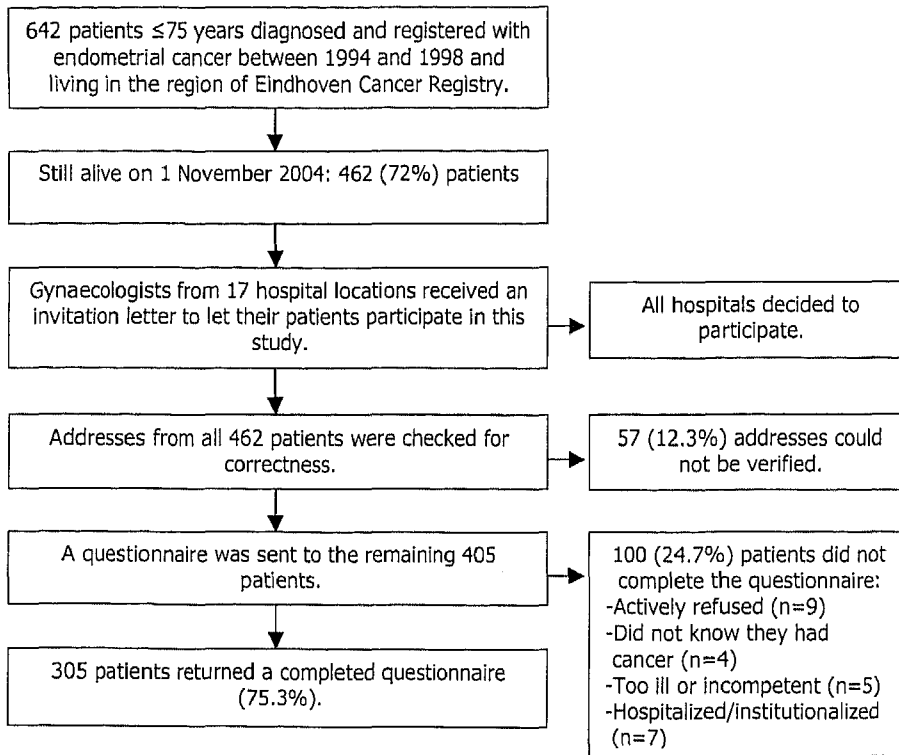 642 patients ≤75 years diagnosed and registered with
endometrial cancer between 1994 and 1998 and
living in the region of Eindhoven Cancer Registry.
Still alive on 1 November 2004: 462 (72%) patients
Gynaecologists from 17 hospital locations received an
invitation letter to let their patients participate in this
study.
All hospitals decided to
participate.
Addresses from all 462 patients were checked for
correctness.
57 (12.3%) addresses could
not be verified.
A questionnaire was sent to the remaining 405
patients.
100 (24.7%) patients did not
complete the questionnaire:
-Actively refused (n=9)
-Did not know they had
cancer (n=4)
-Too ill or incompetent (n=5)
-Hospitalized/institutionalized
(n=7)
305 patients returned a completed questionnaire
(75.3%).